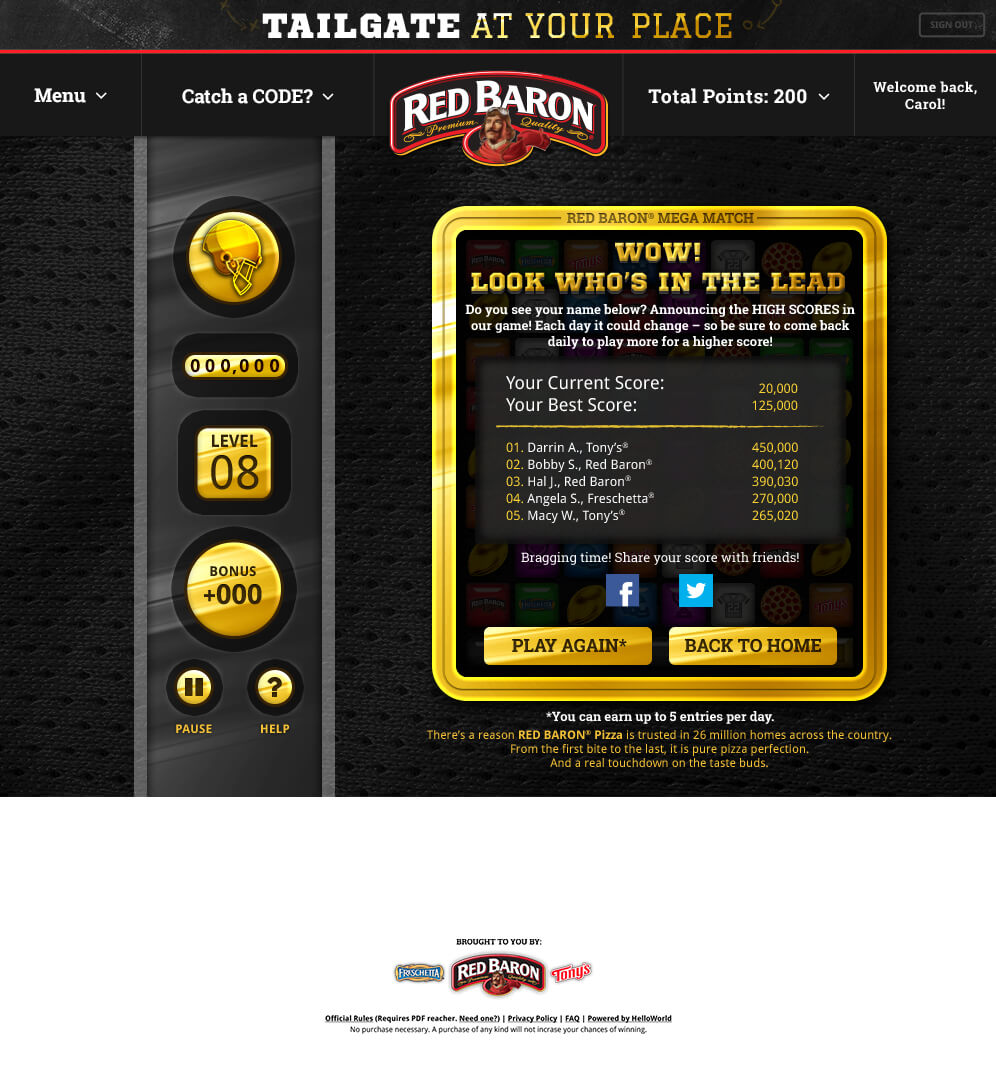 TAILGATE AT YOUR PLACE
SIGN OUT
Menu
Catch a CODE?
RED BARON
Premium Quality
Total Points: 200
Welcome back,
Carol!
000,000
LEVEL
08
BONUS
+000
PAUSE
?
HELP
RED BARON® MEGA MATCH
WOW!
LOOK WHO'S IN THE LEAD
Do you see your name below? Announcing the HIGH SCORES in
our game! Each day it could change – so be sure to come back
daily to play more for a higher score!
Your Current Score: 20,000
Your Best Score: 125,000
01. Darrin A., Tony's® 450,000
02. Bobby S., Red Baron® 400,120
03. Hal J., Red Baron® 390,030
04. Angela S., Freschetta® 270,000
05. Macy W., Tony's® 265,020
Bragging time! Share your score with friends!
PLAY AGAIN*
BACK TO HOME
*You can earn up to 5 entries per day.
There's a reason RED BARON® Pizza is trusted in 26 million homes across the country.
From the first bite to the last, it is pure pizza perfection.
And a real touchdown on the taste buds.
BROUGHT TO YOU BY:
FRESCHETTA
RED BARON
Tony's
Official Rules (Requires PDF reacher. Need one?) | Privacy Policy | FAQ | Powered by HelloWorld
No purchase necessary. A purchase of any kind will not incrase your chances of winning.